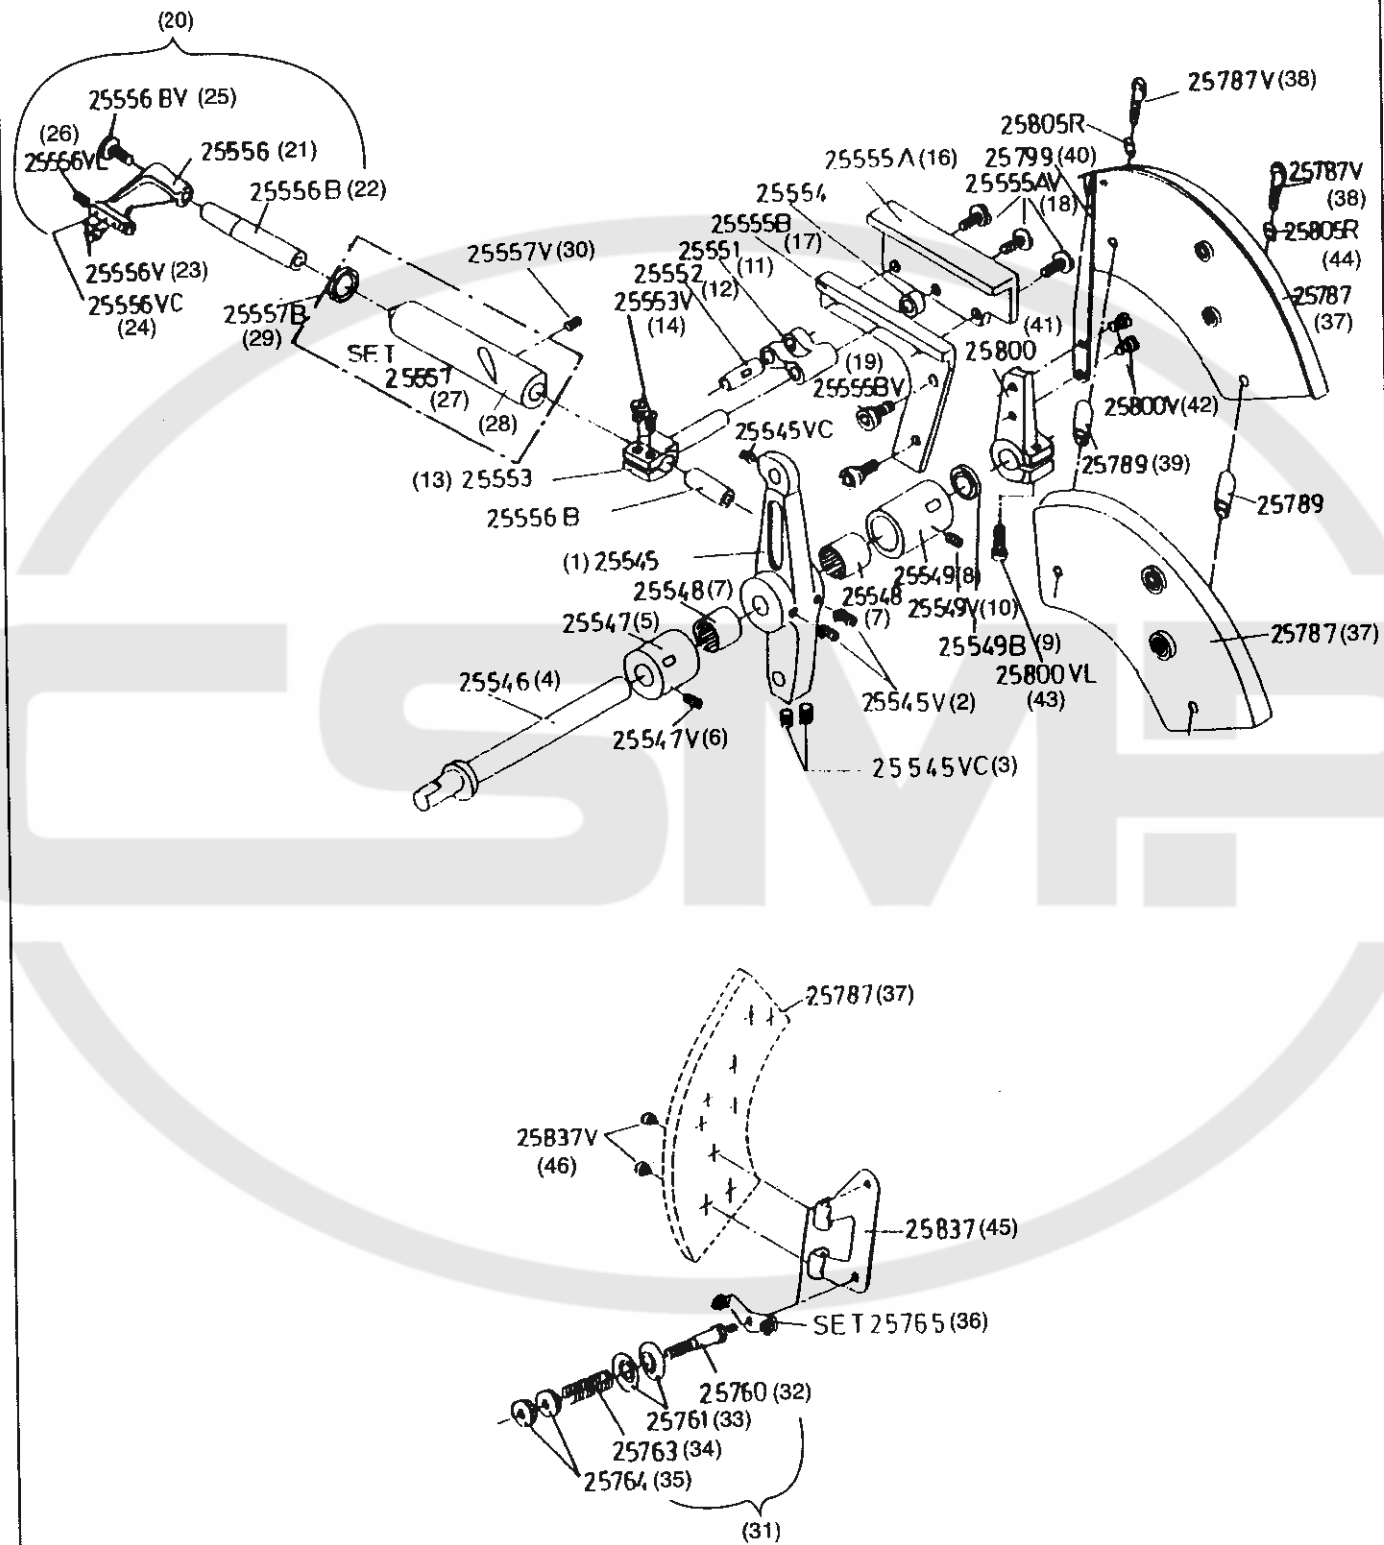 (20)
25556 BV (25)
(26)
25556VL
25556 (21)
25556B (22)
25556V (23)
25556VC
(24)
25557B
(29)
SET
25557
(27)
(28)
25557V (30)
25551
(11)
25552
(12)
25553V
(14)
(13) 25553
25556 B
25555A (16)
25554
25555B
(17)
25805R
25799 (40)
25555AV
(18)
25787V (38)
25787V
(38)
25805R
(44)
25787
(37)
(41)
25800
(19)
25555BV
25800V (42)
25789 (39)
25789
25545VC
(1) 25545
25548 (7)
25547 (5)
25546 (4)
25547V (6)
25549 (8)
25548
(7)
25549V (10)
25549B (9)
25545V (2)
25800 VL
(43)
25545VC (3)
25787 (37)
25787 (37)
25837V
(46)
25837 (45)
SET 25765 (36)
25760 (32)
25761 (33)
25763 (34)
25764 (35)
(31)
CSMP